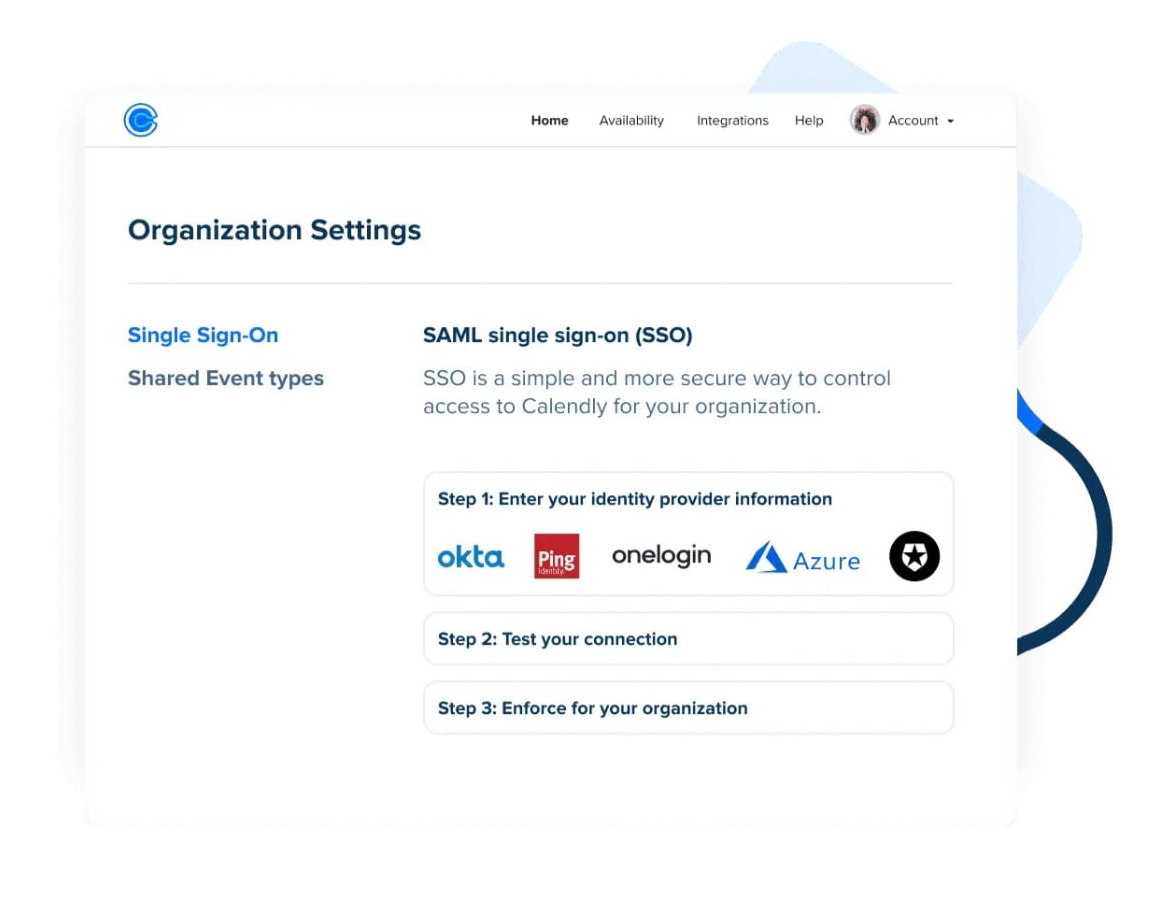 Home Availability Integrations Help Account
Organization Settings
Single Sign-On
Shared Event types
SAML single sign-on (SSO)
SSO is a simple and more secure way to control
access to Calendly for your organization.
Step 1: Enter your identity provider information
okta Ping Identity. onelogin Azure
Step 2: Test your connection
Step 3: Enforce for your organization